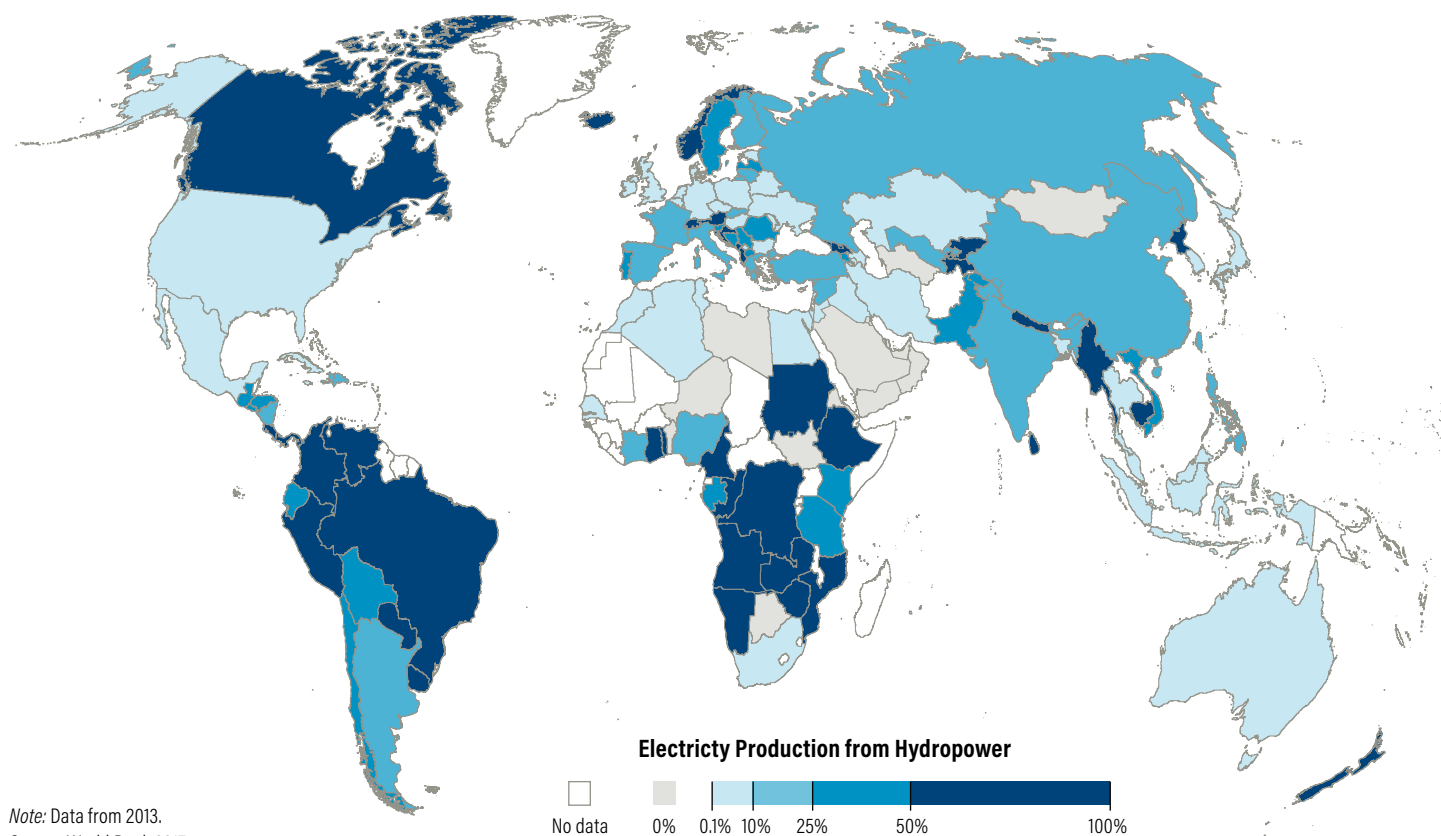 Electricty Production from Hydropower
No data 0% 0.1% 10% 25% 50% 100%
Note: Data from 2013.